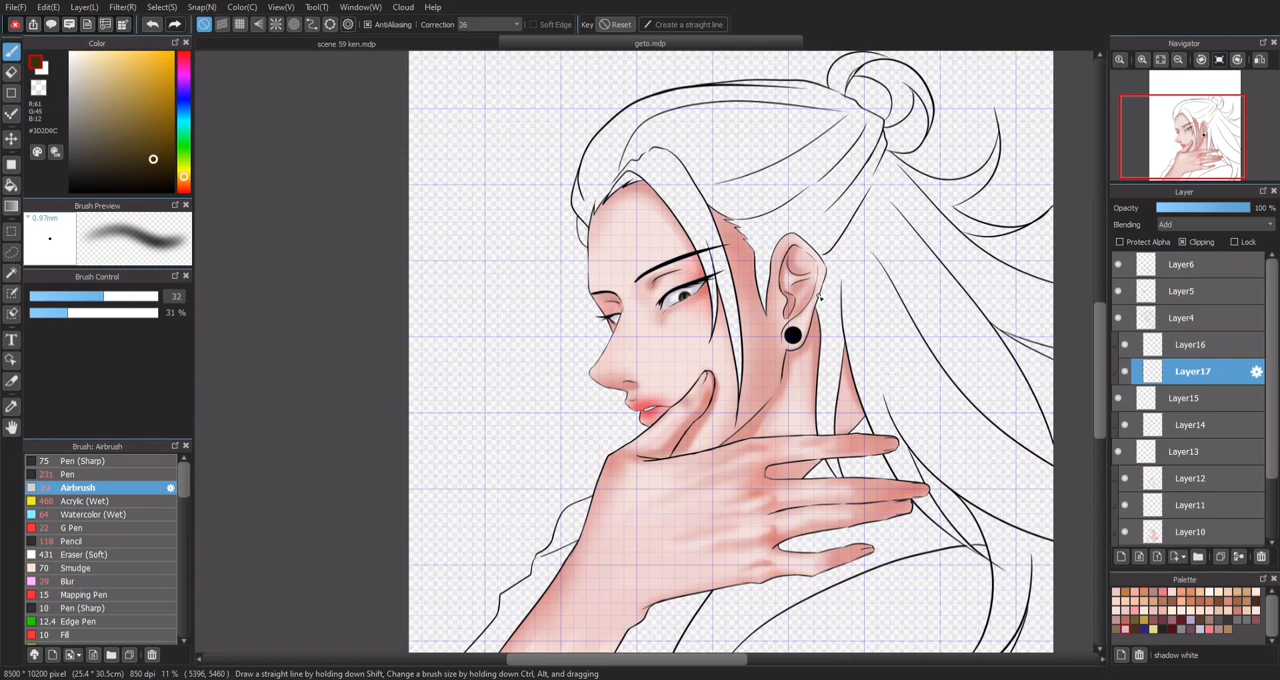 File(F) Edit(E) Layer(L) Filter(R) Select(S) Snap(N) Color(C) View(V) Tool(T) Window(W) Cloud Help
AntiAliasing Correction 26 Soft Edge Key Reset Create a straight line
Color
scene 59 ken.mdp
geto.mdp
Navigator
R:61
G:45
B:12
#3D2D0C
Brush Preview
* 0.97mm
Brush Control
32
31 %
Layer
Opacity 100 %
Blending Add
Protect Alpha Clipping Lock
Layer6
Layer5
Layer4
Layer16
Layer17
Layer15
Layer14
Layer13
Layer12
Layer11
Layer10
Brush: Airbrush
75 Pen (Sharp)
231 Pen
Airbrush
460 Acrylic (Wet)
64 Watercolor (Wet)
22 G Pen
118 Pencil
431 Eraser (Soft)
70 Smudge
29 Blur
15 Mapping Pen
10 Pen (Sharp)
12.4 Edge Pen
10 Fill
Palette
shadow white
8500 * 10200 pixel (25.4 * 30.5cm) 850 dpi 11 % ( 5396, 5460 ) Draw a straight line by holding down Shift, Change a brush size by holding down Ctrl, Alt, and dragging